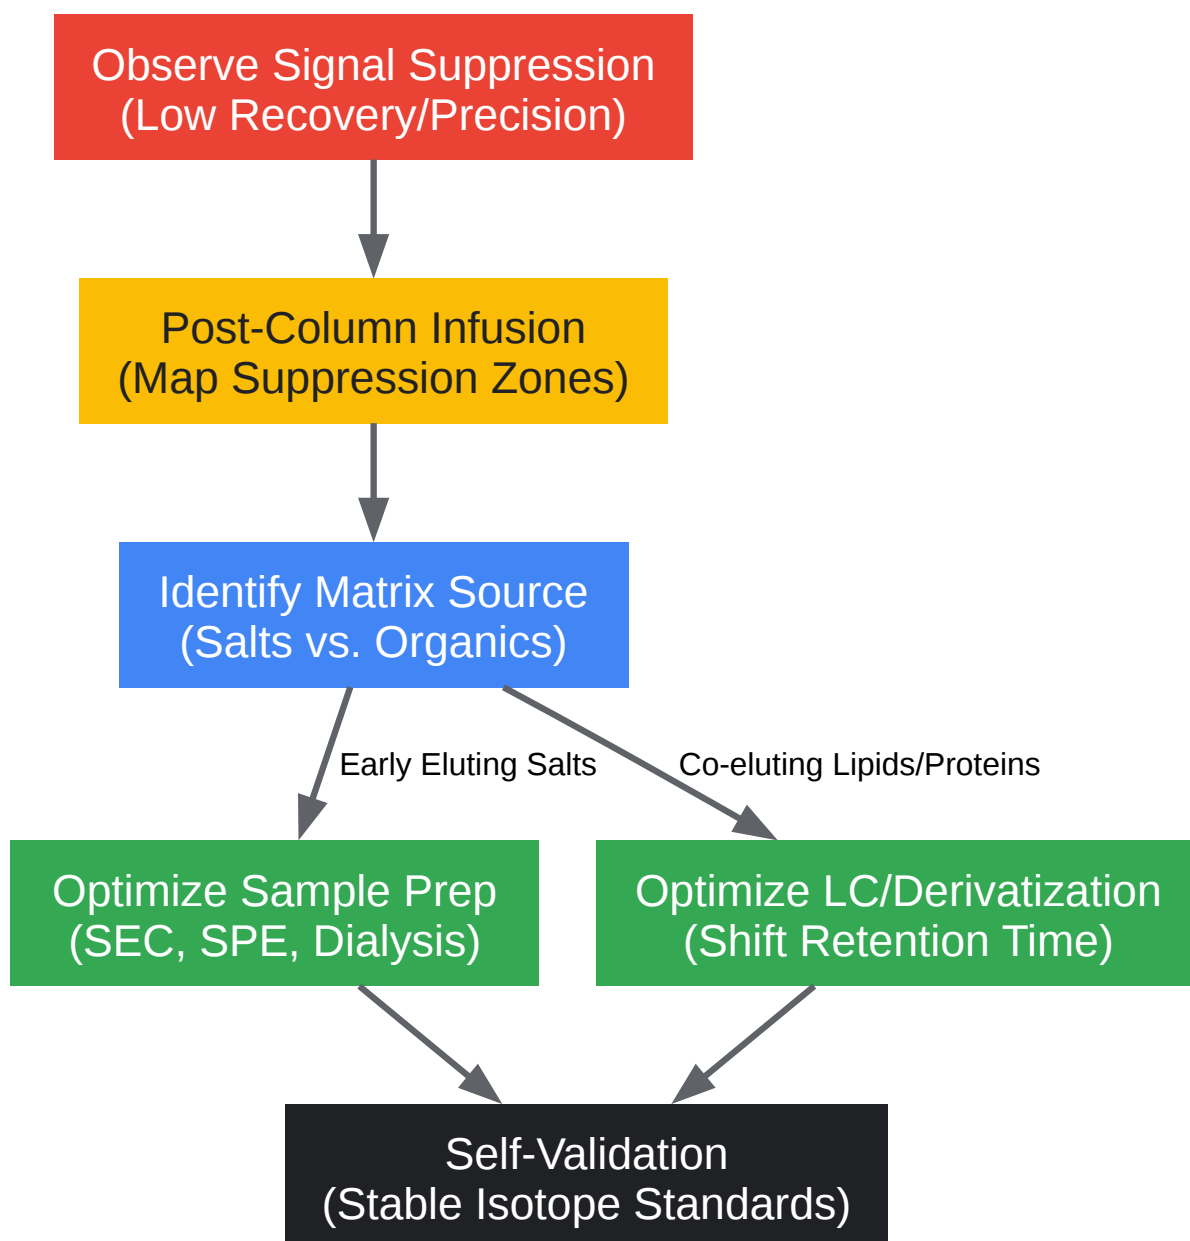 Observe Signal Suppression
(Low Recovery/Precision)
Post-Column Infusion
(Map Suppression Zones)
Identify Matrix Source
(Salts vs. Organics)
Early Eluting Salts
Co-eluting Lipids/Proteins
Optimize Sample Prep
(SEC, SPE, Dialysis)
Optimize LC/Derivatization
(Shift Retention Time)
Self-Validation
(Stable Isotope Standards)